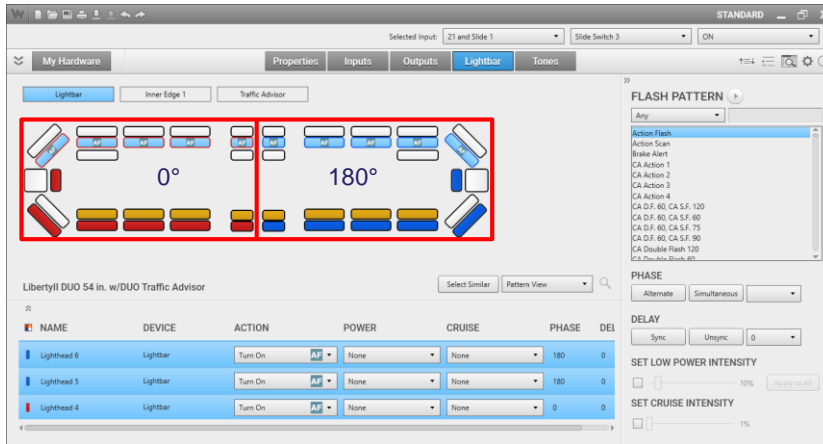 W STANDARD
Selected Input: 21 and Slide 1 Slide Switch 3 ON
My Hardware Properties Inputs Outputs Lightbar Tones
Lightbar Inner Edge 1 Traffic Advisor
FLASH PATTERN
Any
Action Flash
Action Scan
Brake Alert
CA Action 1
CA Action 2
CA Action 3
CA Action 4
CA D.F. 60, CA S.F. 120
CA D.F. 60, CA S.F. 60
CA D.F. 60, CA S.F. 75
CA D.F. 60, CA S.F. 90
CA Double Flash 120
CA Double Flash 60
AF AF AF AF AF AF AF AF AF AF
0° 180°
LibertyII DUO 54 in. w/DUO Traffic Advisor Select Similar Pattern View
PHASE
Alternate Simultaneous
DELAY
Sync Unsync 0
SET LOW POWER INTENSITY
10% Apply to All
SET CRUISE INTENSITY
1%
NAME DEVICE ACTION POWER CRUISE PHASE DEL
Lighthead 6 Lightbar Turn On AF None None 180 0
Lighthead 5 Lightbar Turn On AF None None 180 0
Lighthead 4 Lightbar Turn On AF None None 0 0